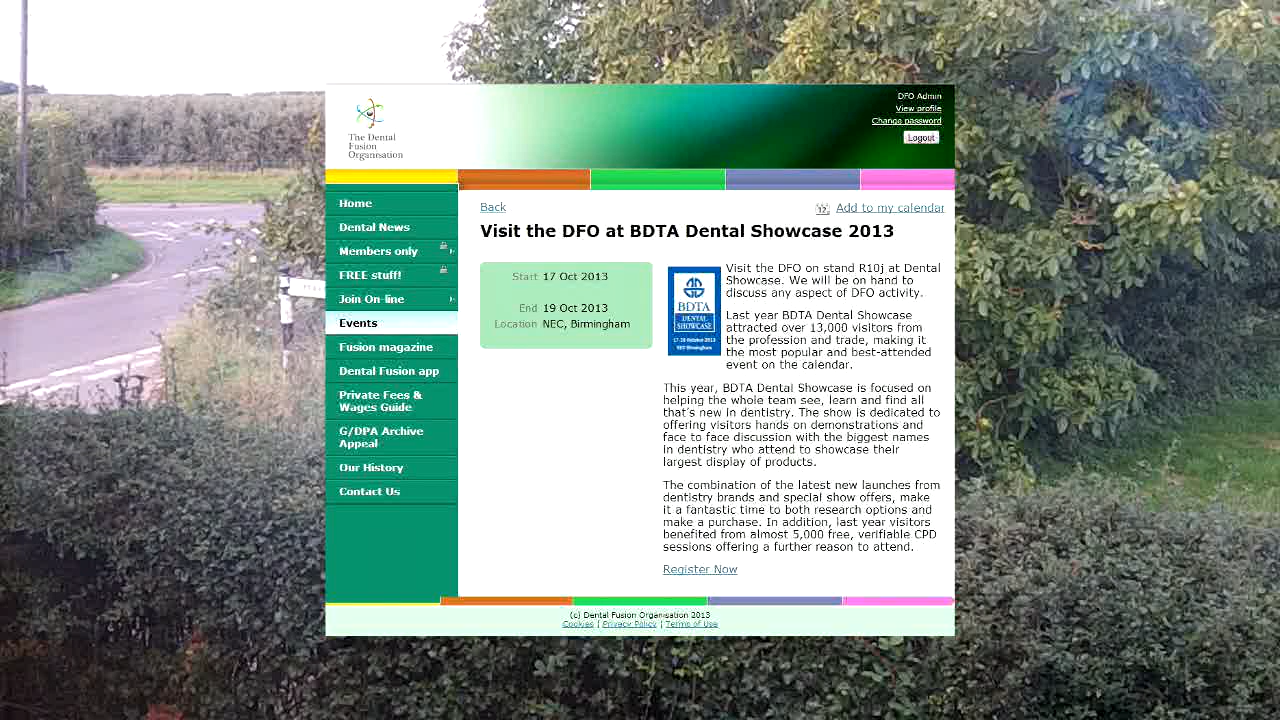 The Dental
Fusion
Organisation
DFO Admin
View profile
Change password
Logout
Home
Dental News
Members only
FREE stuff!
Join On-line
Events
Fusion magazine
Dental Fusion app
Private Fees &
Wages Guide
G/DPA Archive
Appeal
Our History
Contact Us
Back
Add to my calendar
Visit the DFO at BDTA Dental Showcase 2013
Start 17 Oct 2013
End 19 Oct 2013
Location NEC, Birmingham
BDTA
DENTAL
SHOWCASE
17-19 October 2013
NEC Birmingham
Visit the DFO on stand R10j at Dental
Showcase. We will be on hand to
discuss any aspect of DFO activity.
Last year BDTA Dental Showcase
attracted over 13,000 visitors from
the profession and trade, making it
the most popular and best-attended
event on the calendar.
This year, BDTA Dental Showcase is focused on
helping the whole team see, learn and find all
that's new in dentistry. The show is dedicated to
offering visitors hands on demonstrations and
face to face discussion with the biggest names
in dentistry who attend to showcase their
largest display of products.
The combination of the latest new launches from
dentistry brands and special show offers, make
it a fantastic time to both research options and
make a purchase. In addition, last year visitors
benefited from almost 5,000 free, verifiable CPD
sessions offering a further reason to attend.
Register Now
(c) Dental Fusion Organisation 2013
Cookies | Privacy Policy | Terms of Use